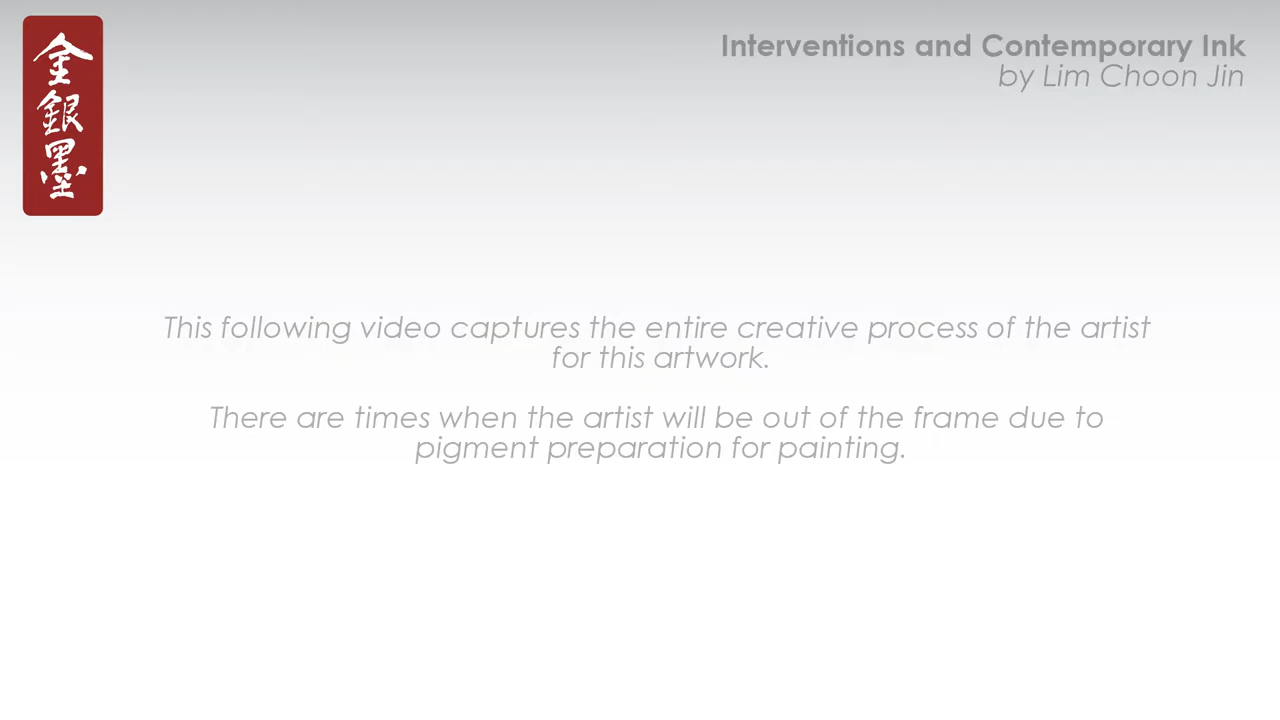 金銀墨
Interventions and Contemporary Ink
by Lim Choon Jin
This following video captures the entire creative process of the artist
for this artwork.
There are times when the artist will be out of the frame due to
pigment preparation for painting.